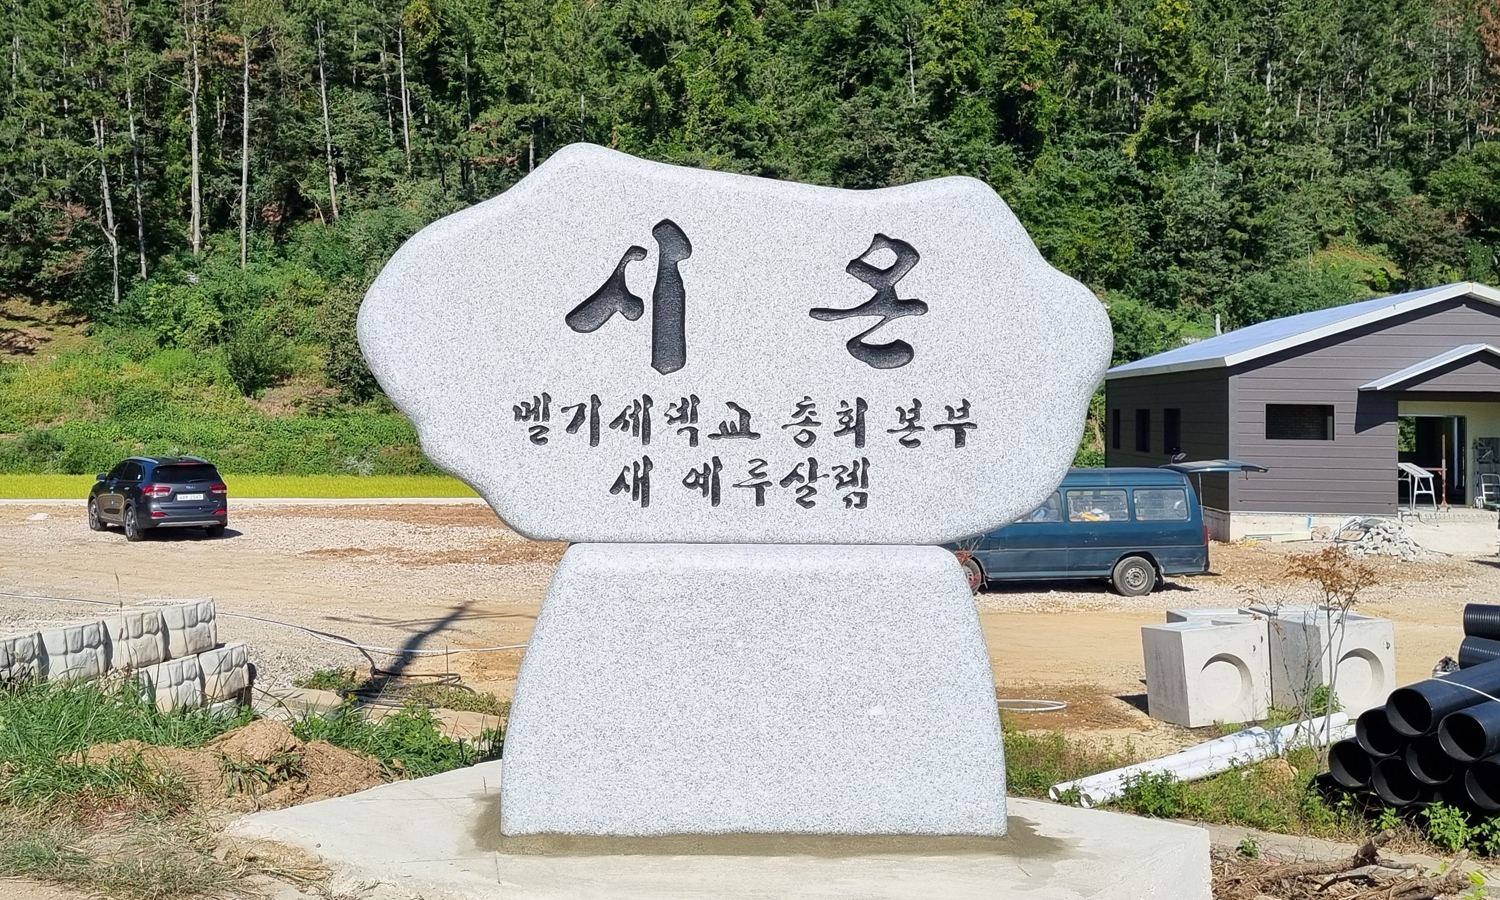 시온
멜기세덱교 총회 본부
새 예루살렘